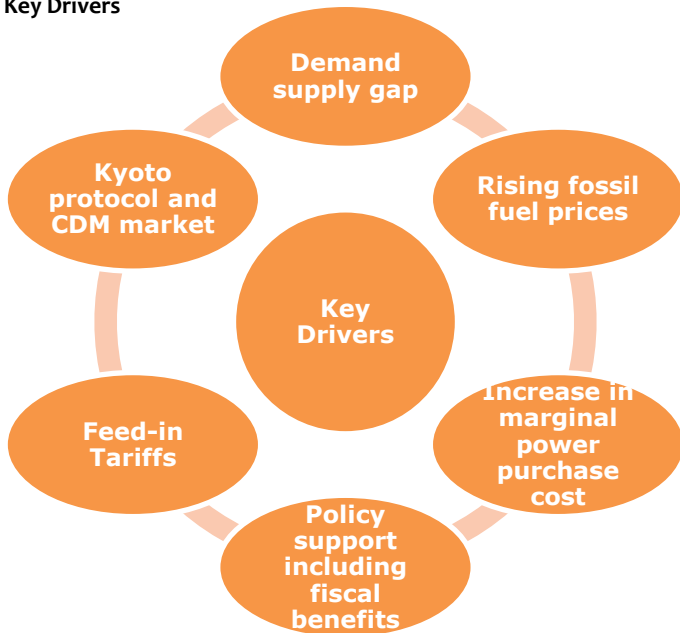 Key Drivers
Demand
supply gap
Rising fossil
fuel prices
Increase in
marginal
power
purchase
cost
Policy
support
including
fiscal
benefits
Feed-in
Tariffs
Kyoto
protocol and
CDM market
Key
Drivers